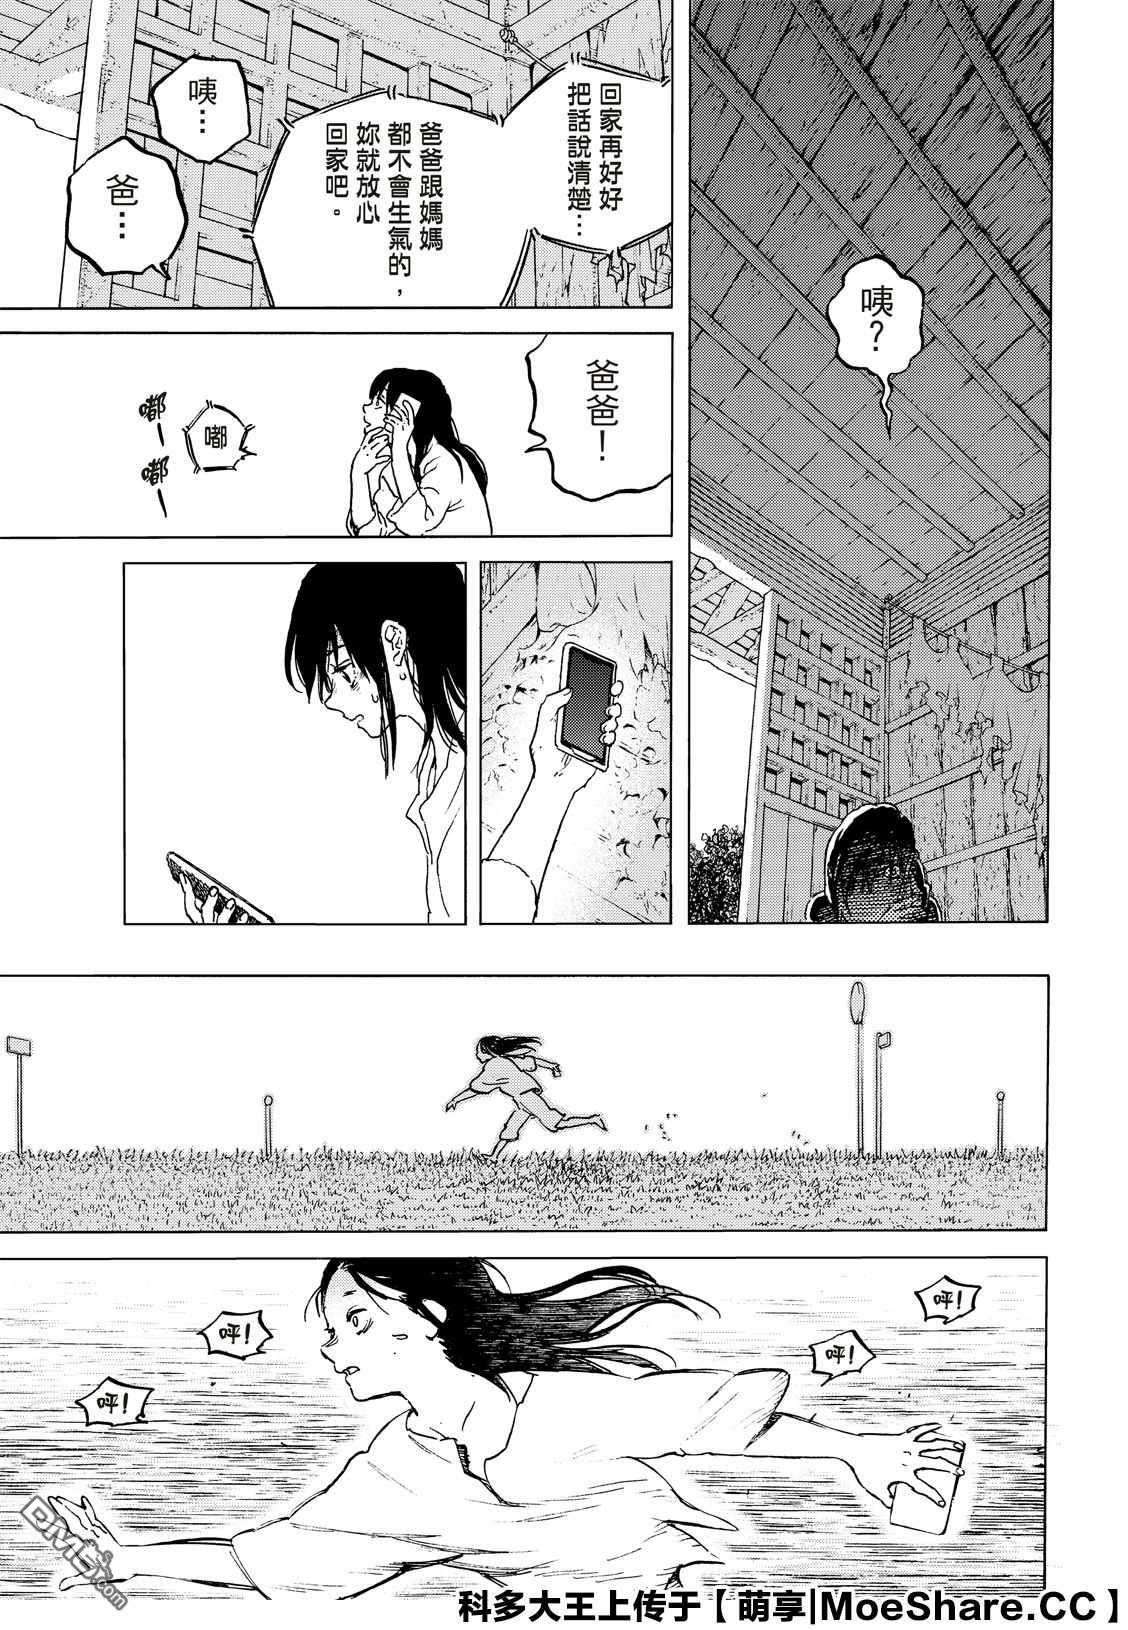 咦？
回家再好好
把話說清楚…
爸爸跟媽媽
都不會生氣的，
妳就放心
回家吧。
咦…
爸…
爸爸！
嘟
嘟—
嘟—
呼！
呼！
呼！
呼！
DM5.com
科多大王上传于【萌享|MoeShare.CC】